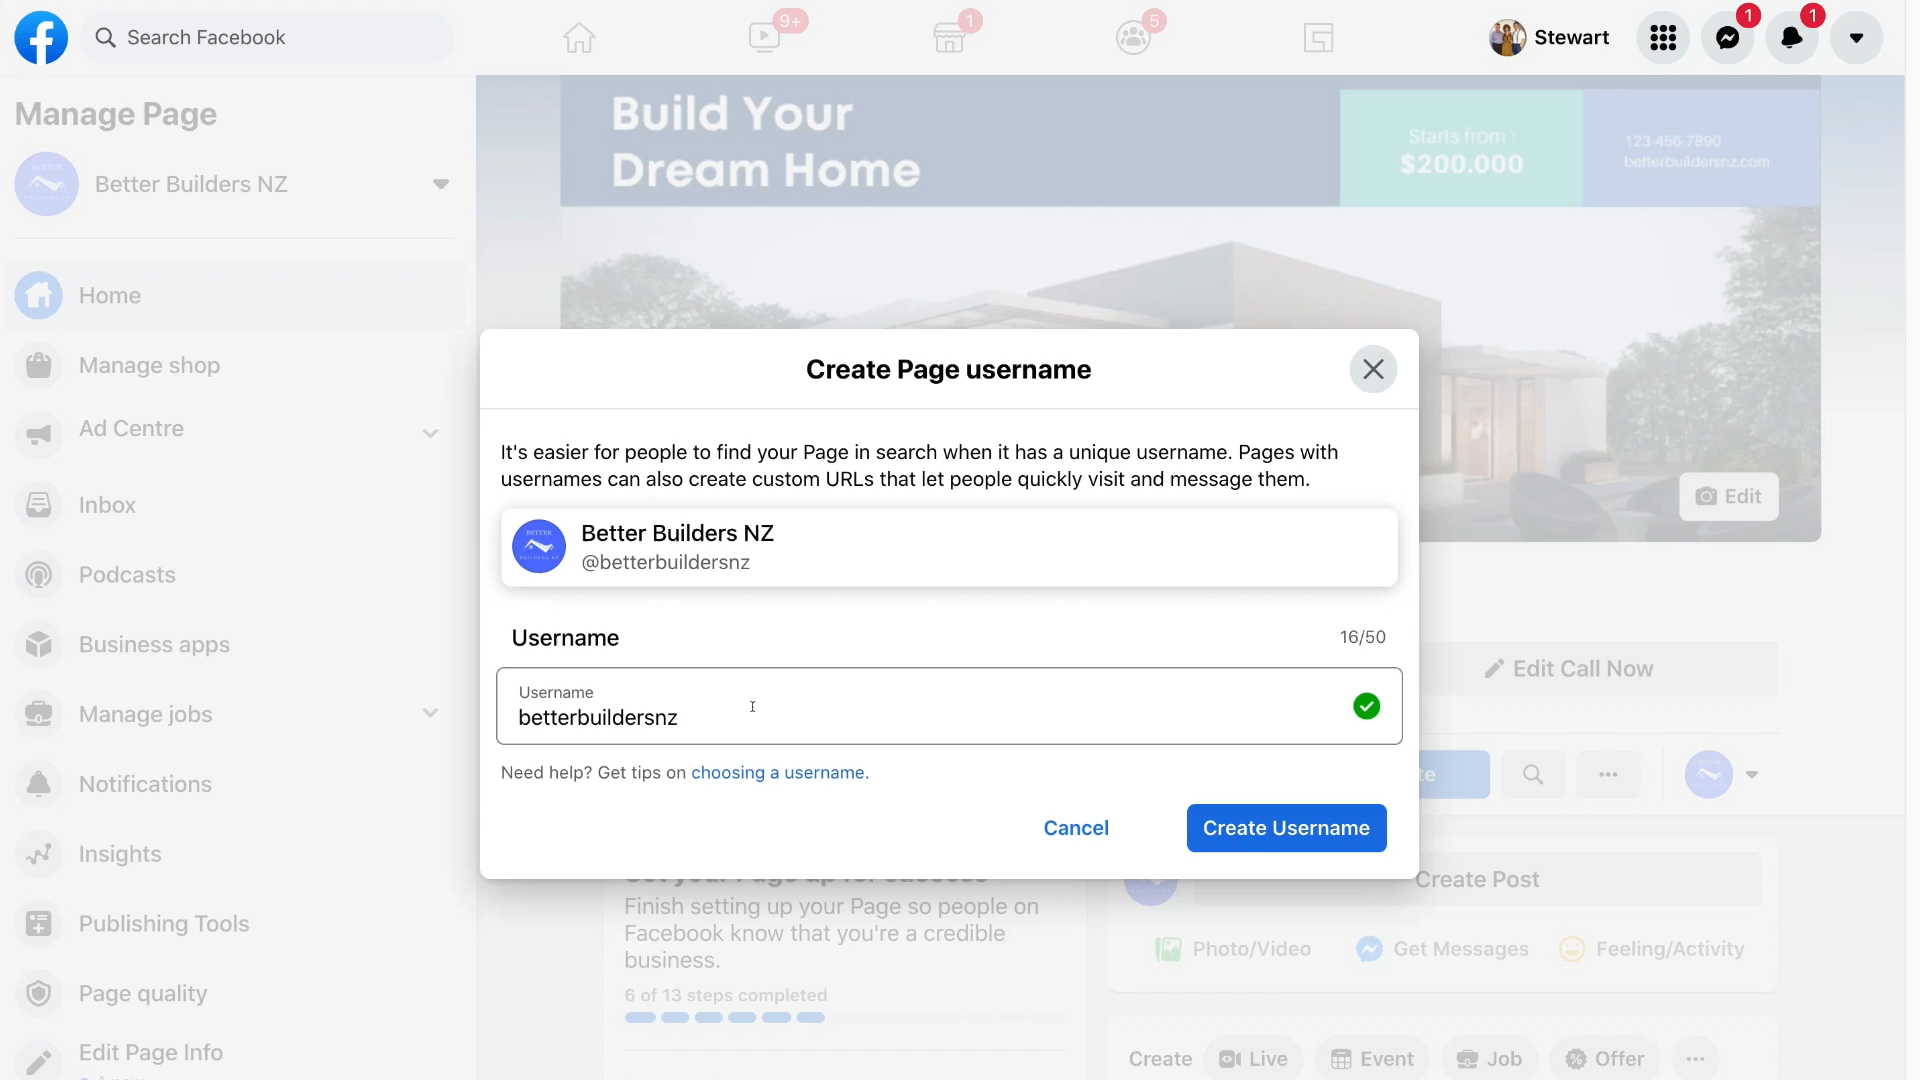 Search Facebook
9+
1
5
Stewart
1
1
Manage Page
Better Builders NZ
Home
Manage shop
Ad Centre
Inbox
Podcasts
Business apps
Manage jobs
Notifications
Insights
Publishing Tools
Page quality
Edit Page Info
Build Your
Dream Home
Starts from :
$200.000
123 456 7890
betterbuildersnz.com
Edit
Create Page username
It's easier for people to find your Page in search when it has a unique username. Pages with
usernames can also create custom URLs that let people quickly visit and message them.
BETTER
BUILDERS NZ
Better Builders NZ
@betterbuildersnz
Username
16/50
Username
betterbuildersnz
Need help? Get tips on choosing a username.
Cancel
Create Username
Edit Call Now
Finish setting up your Page so people on
Facebook know that you're a credible
business.
6 of 13 steps completed
Create Post
Photo/Video
Get Messages
Feeling/Activity
Create
Live
Event
Job
Offer